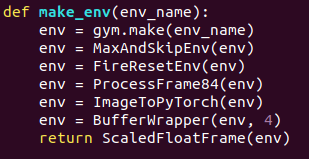 def make_env(env_name):
    env = gym.make(env_name)
    env = MaxAndSkipEnv(env)
    env = FireResetEnv(env)
    env = ProcessFrame84(env)
    env = ImageToPyTorch(env)
    env = BufferWrapper(env, 4)
    return ScaledFloatFrame(env)